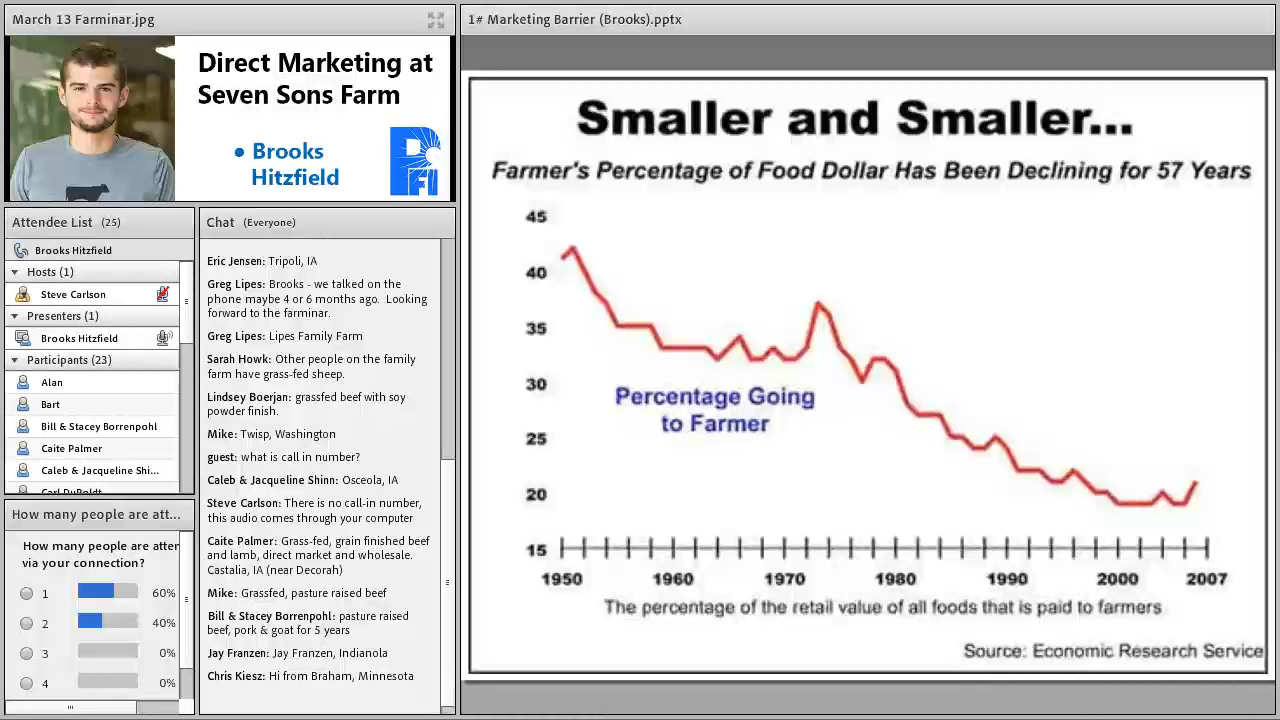 March 13 Farminar.jpg
Direct Marketing at
Seven Sons Farm
• Brooks
Hitzfield
PFI
Attendee List (25)
Brooks Hitzfield
Hosts (1)
Steve Carlson
Presenters (1)
Brooks Hitzfield
Participants (23)
Alan
Bart
Bill & Stacey Borrenpohl
Caite Palmer
Caleb & Jacqueline Shi...
How many people are att...
How many people are atter
via your connection?
1 60%
2 40%
3 0%
4 0%
Chat (Everyone)
Eric Jensen: Tripoli, IA
Greg Lipes: Brooks - we talked on the
phone maybe 4 or 6 months ago. Looking
forward to the farminar.
Greg Lipes: Lipes Family Farm
Sarah Howk: Other people on the family
farm have grass-fed sheep.
Lindsey Boerjan: grassfed beef with soy
powder finish.
Mike: Twisp, Washington
guest: what is call in number?
Caleb & Jacqueline Shinn: Osceola, IA
Steve Carlson: There is no call-in number,
this audio comes through your computer
Caite Palmer: Grass-fed, grain finished beef
and lamb, direct market and wholesale.
Castalia, IA (near Decorah)
Mike: Grassfed, pasture raised beef
Bill & Stacey Borrenpohl: pasture raised
beef, pork & goat for 5 years
Jay Franzen: Jay Franzen, Indianola
Chris Kiesz: Hi from Braham, Minnesota
1# Marketing Barrier (Brooks).pptx
Smaller and Smaller...
Farmer's Percentage of Food Dollar Has Been Declining for 57 Years
45
40
35
30
25
20
15
Percentage Going
to Farmer
1950 1960 1970 1980 1990 2000 2007
The percentage of the retail value of all foods that is paid to farmers
Source: Economic Research Service